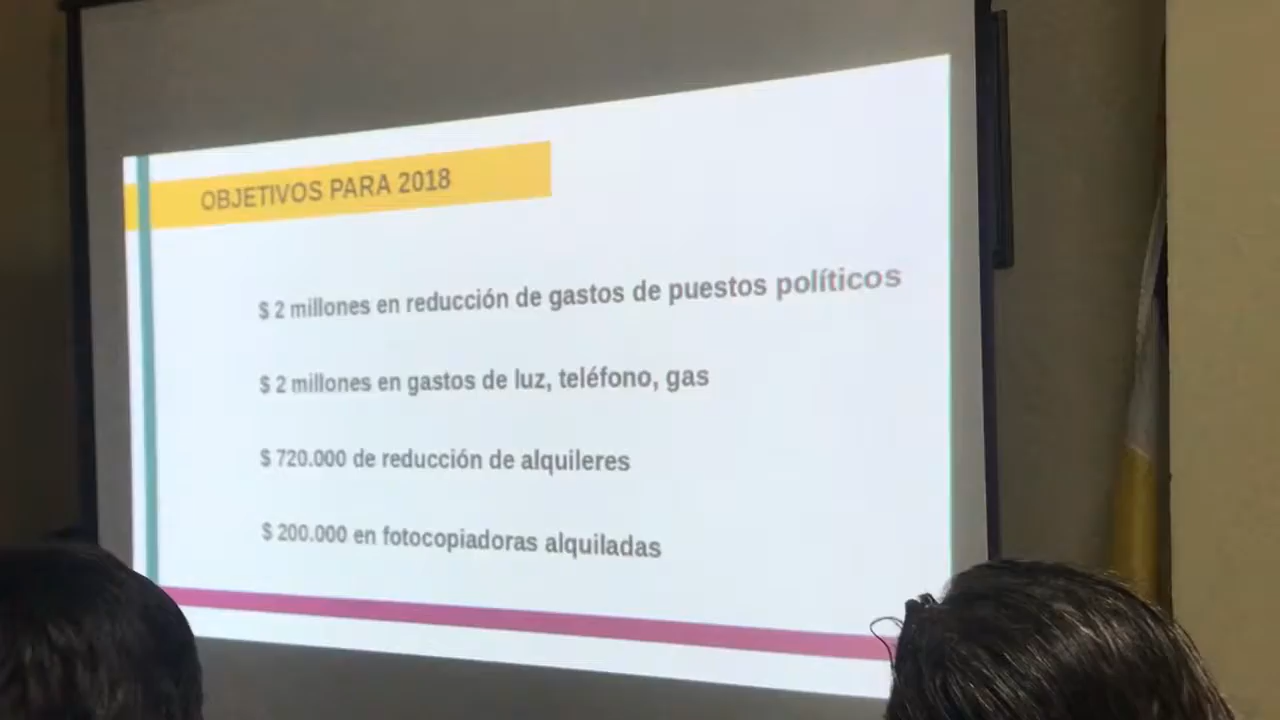 OBJETIVOS PARA 2018
$ 2 millones en reducción de gastos de puestos políticos
$ 2 millones en gastos de luz, teléfono, gas
$ 720.000 de reducción de alquileres
$ 200.000 en fotocopiadoras alquiladas